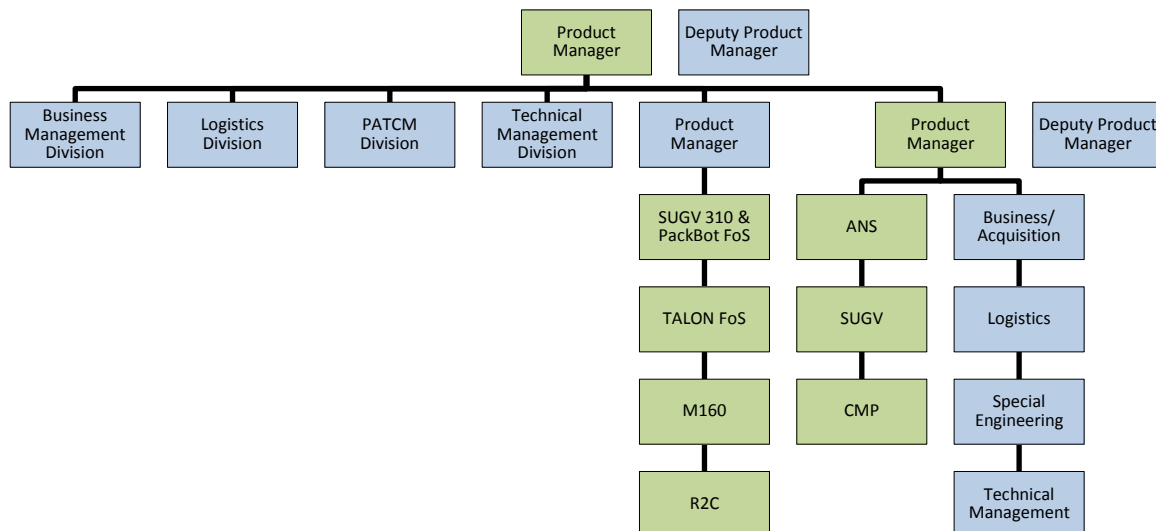 Product
Manager
Deputy Product
Manager
Business
Management
Division
Logistics
Division
PATCM
Division
Technical
Management
Division
Product
Manager
Product
Manager
Deputy Product
Manager
SUGV 310 &
PackBot FoS
ANS
Business/
Acquisition
TALON FoS
SUGV
Logistics
M160
CMP
Special
Engineering
R2C
Technical
Management